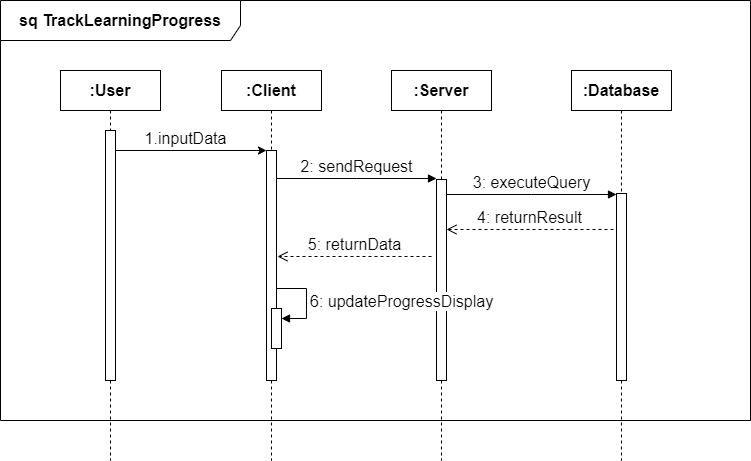 sq TrackLearningProgress
:User
:Client
:Server
:Database
1.inputData
2: sendRequest
3: executeQuery
4: returnResult
5: returnData
6: updateProgressDisplay